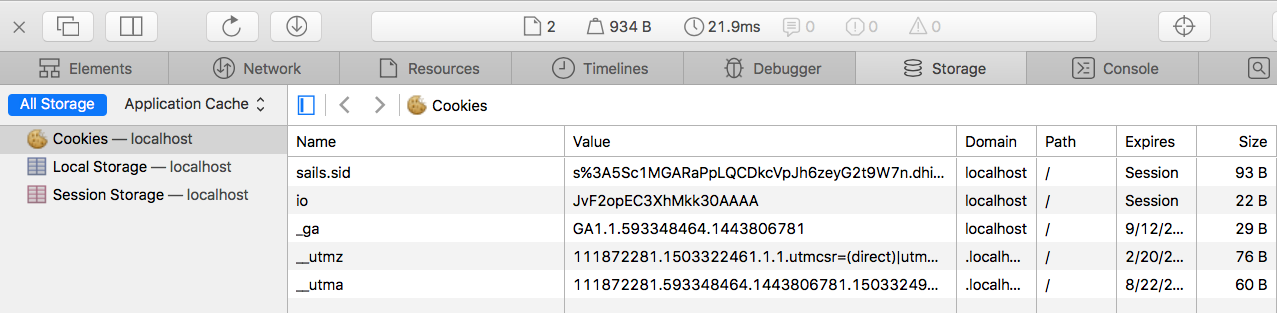 2 934 B 21.9ms 0 0 0
Elements Network Resources Timelines Debugger Storage Console
All Storage Application Cache Cookies
Name Value Domain Path Expires Size
Cookies — localhost
Local Storage — localhost
Session Storage — localhost
sails.sid s%3A5Sc1MGARaPpLQCDkcVpJh6zeyG2t9W7n.dhi... localhost / Session 93 B
io JvF2opEC3XhMkk30AAAA localhost / Session 22 B
_ga GA1.1.593348464.1443806781 localhost / 9/12/2... 29 B
__utmz 111872281.1503322461.1.1.utmcsr=(direct)|utm... .localh... / 2/20/2... 76 B
__utma 111872281.593348464.1443806781.15033249... .localh... / 8/22/2... 60 B